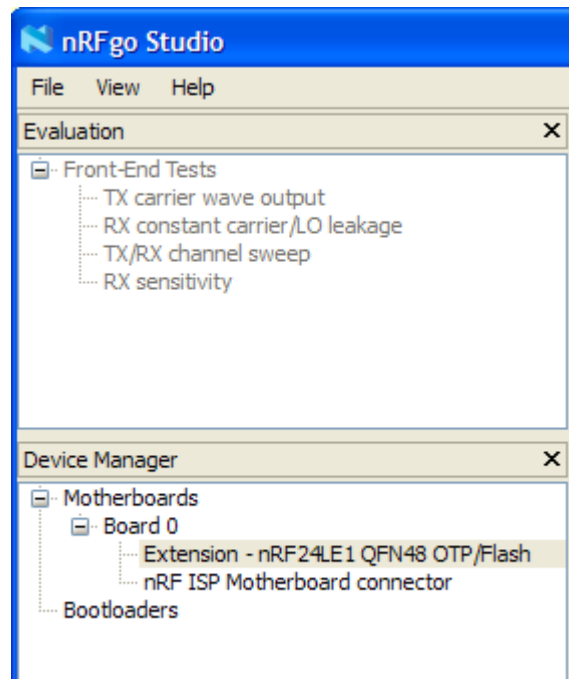 nRFgo Studio
File View Help
Evaluation
Front-End Tests
TX carrier wave output
RX constant carrier/LO leakage
TX/RX channel sweep
RX sensitivity
Device Manager
Motherboards
Board 0
Extension - nRF24LE1 QFN48 OTP/Flash
nRF ISP Motherboard connector
Bootloaders